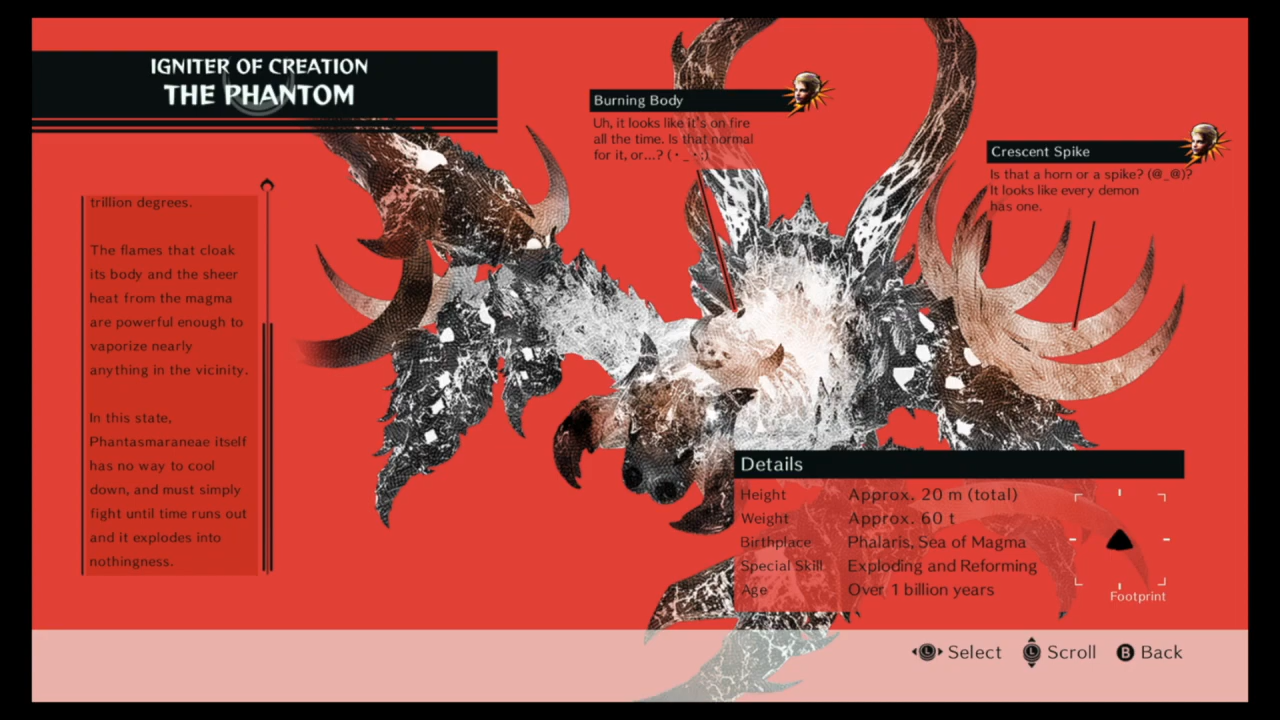 IGNITER OF CREATION
THE PHANTOM
trillion degrees.
The flames that cloak
its body and the sheer
heat from the magma
are powerful enough to
vaporize nearly
anything in the vicinity.
In this state,
Phantasmaraneae itself
has no way to cool
down, and must simply
fight until time runs out
and it explodes into
nothingness.
Burning Body
Uh, it looks like it's on fire
all the time. Is that normal
for it, or...? (・_・;)
Crescent Spike
Is that a horn or a spike? (@_@)?
It looks like every demon
has one.
Details
Height Approx. 20 m (total)
Weight Approx. 60 t
Birthplace Phalaris, Sea of Magma
Special Skill Exploding and Reforming
Age Over 1 billion years
Footprint
L Select L Scroll B Back